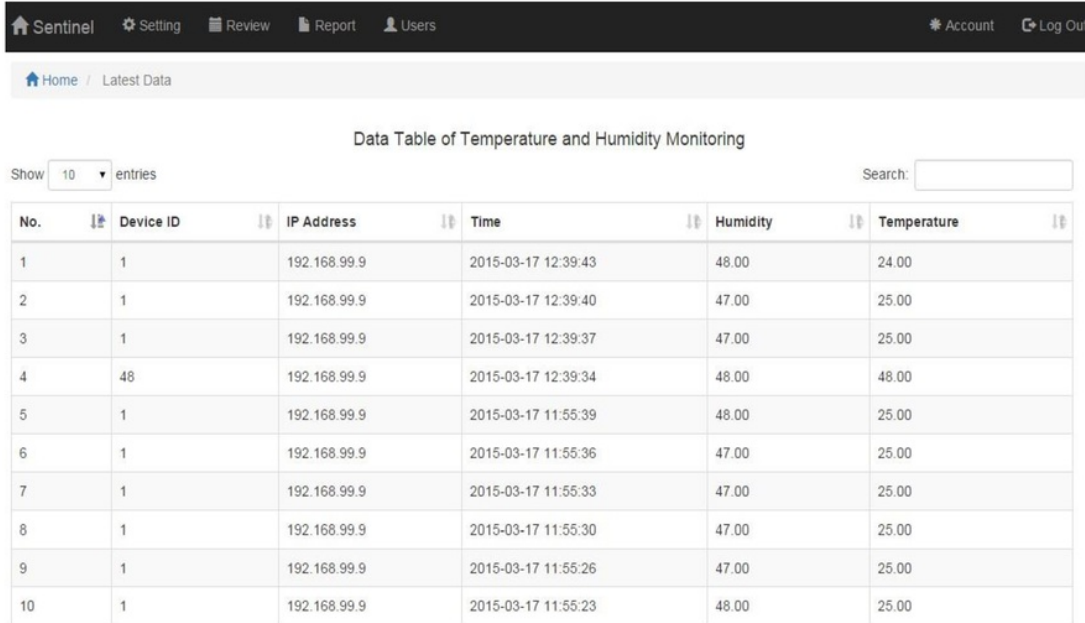 Sentinel Setting Review Report Users Account Log Out
Home / Latest Data
Data Table of Temperature and Humidity Monitoring
Show 10 entries Search:
No. Device ID IP Address Time Humidity Temperature
1 1 192.168.99.9 2015-03-17 12:39:43 48.00 24.00
2 1 192.168.99.9 2015-03-17 12:39:40 47.00 25.00
3 1 192.168.99.9 2015-03-17 12:39:37 47.00 25.00
4 48 192.168.99.9 2015-03-17 12:39:34 48.00 48.00
5 1 192.168.99.9 2015-03-17 11:55:39 48.00 25.00
6 1 192.168.99.9 2015-03-17 11:55:36 47.00 25.00
7 1 192.168.99.9 2015-03-17 11:55:33 47.00 25.00
8 1 192.168.99.9 2015-03-17 11:55:30 47.00 25.00
9 1 192.168.99.9 2015-03-17 11:55:26 47.00 25.00
10 1 192.168.99.9 2015-03-17 11:55:23 48.00 25.00